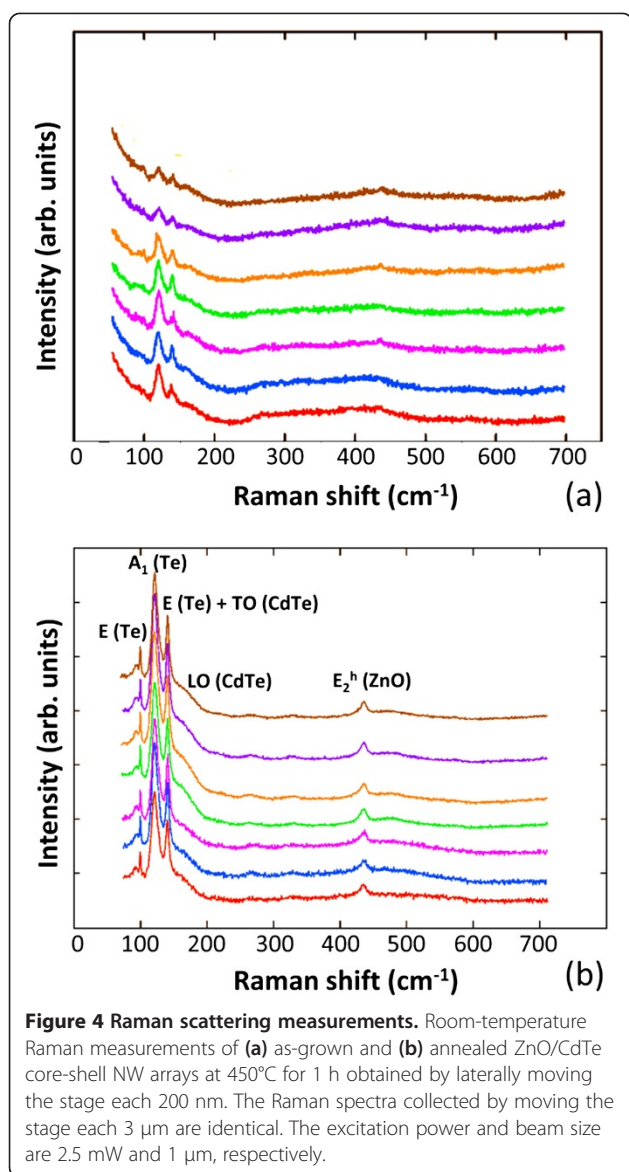 Intensity (arb. units)
0 100 200 300 400 500 600 700
Raman shift (cm⁻¹)
(a)
A₁ (Te)
E (Te) + TO (CdTe)
E (Te)
LO (CdTe)
E₂ʰ (ZnO)
Intensity (arb. units)
0 100 200 300 400 500 600 700
Raman shift (cm⁻¹)
(b)
Figure 4 Raman scattering measurements. Room-temperature
Raman measurements of (a) as-grown and (b) annealed ZnO/CdTe
core-shell NW arrays at 450°C for 1 h obtained by laterally moving
the stage each 200 nm. The Raman spectra collected by moving the
stage each 3 μm are identical. The excitation power and beam size
are 2.5 mW and 1 μm, respectively.